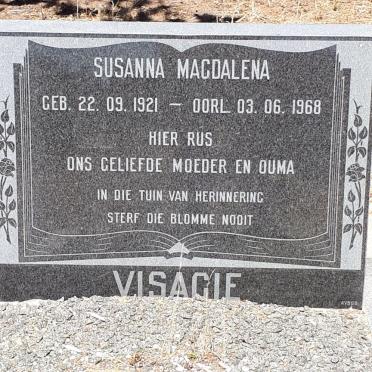 SUSANNA MAGDALENA
GEB. 22. 09. 1921 — OORL. 03. 06. 1968
HIER RUS
ONS GELIEFDE MOEDER EN OUMA
IN DIE TUIN VAN HERINNERING
STERF DIE BLOMME NOOIT
VISAGIE